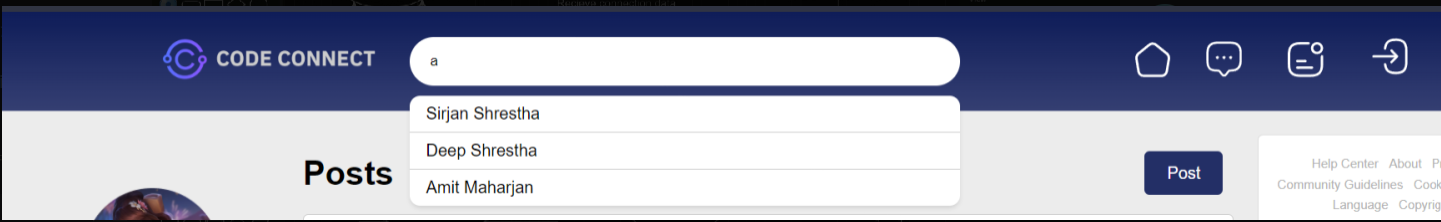 CODE CONNECT
a
Sirjan Shrestha
Deep Shrestha
Amit Maharjan
Posts
Post
Help Center About
Community Guidelines
Language